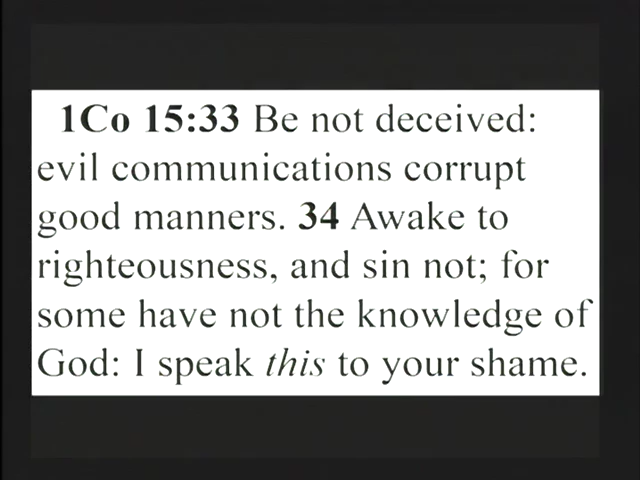 1Co 15:33 Be not deceived:
evil communications corrupt
good manners. 34 Awake to
righteousness, and sin not; for
some have not the knowledge of
God: I speak this to your shame.